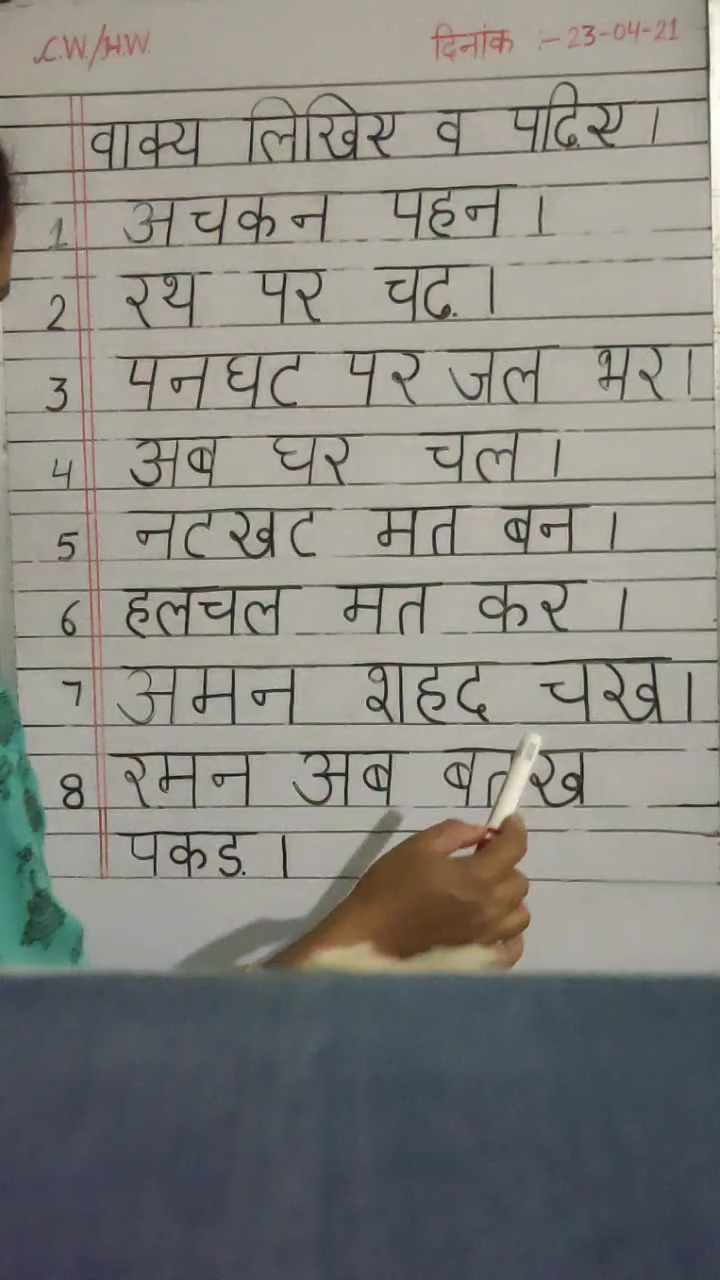 C.W./H.W. दिनांक :- 23-04-21
वाक्य लिखिए व पढ़िए।
1 अचकन पहन।
2 रथ पर चढ़।
3 पनघट पर जल भर।
4 अब घर चल।
5 नटखट मत बन।
6 हलचल मत कर।
7 अमन शहद चख।
8 रमन अब बतख
पकड़।